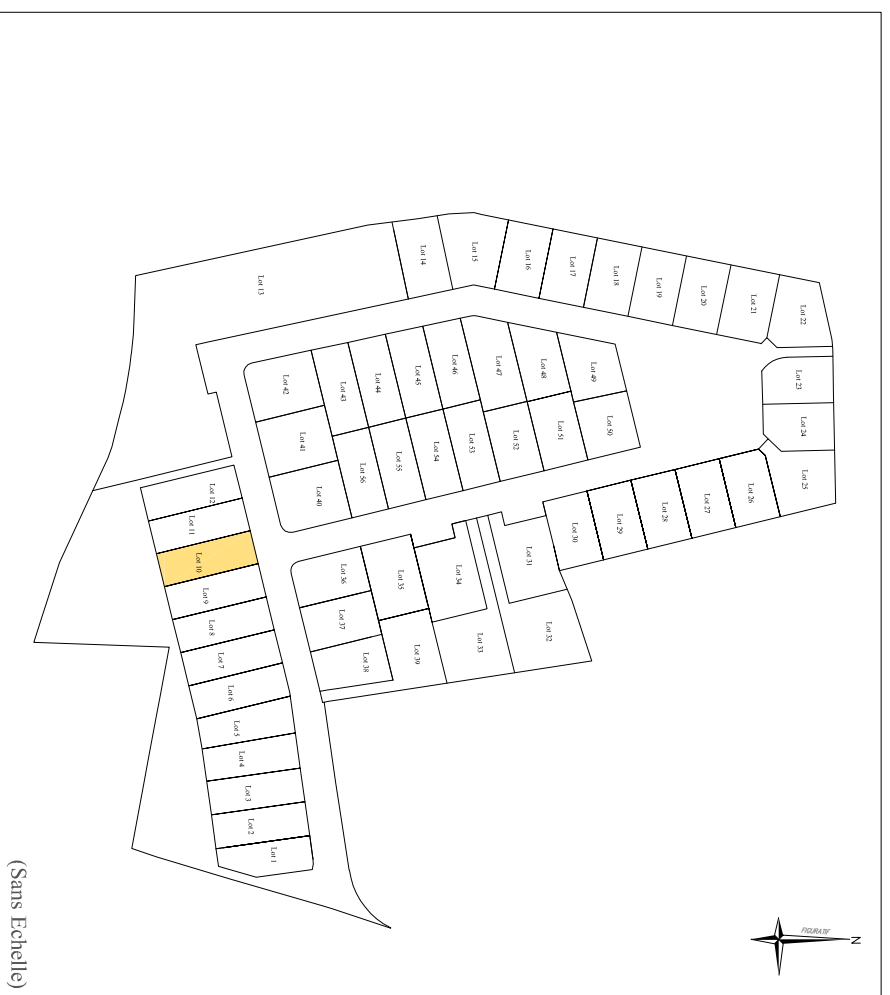 Lot 1
Lot 2
Lot 3
Lot 4
Lot 5
Lot 6
Lot 7
Lot 8
Lot 9
Lot 10
Lot 11
Lot 12
Lot 13
Lot 14
Lot 15
Lot 16
Lot 17
Lot 18
Lot 19
Lot 20
Lot 21
Lot 22
Lot 23
Lot 24
Lot 25
Lot 26
Lot 27
Lot 28
Lot 29
Lot 30
Lot 31
Lot 32
Lot 33
Lot 34
Lot 35
Lot 36
Lot 37
Lot 38
Lot 39
Lot 40
Lot 41
Lot 42
Lot 43
Lot 44
Lot 45
Lot 46
Lot 47
Lot 48
Lot 49
Lot 50
Lot 51
Lot 52
Lot 53
Lot 54
Lot 55
Lot 56
N
FIGURATIF
(Sans Echelle)